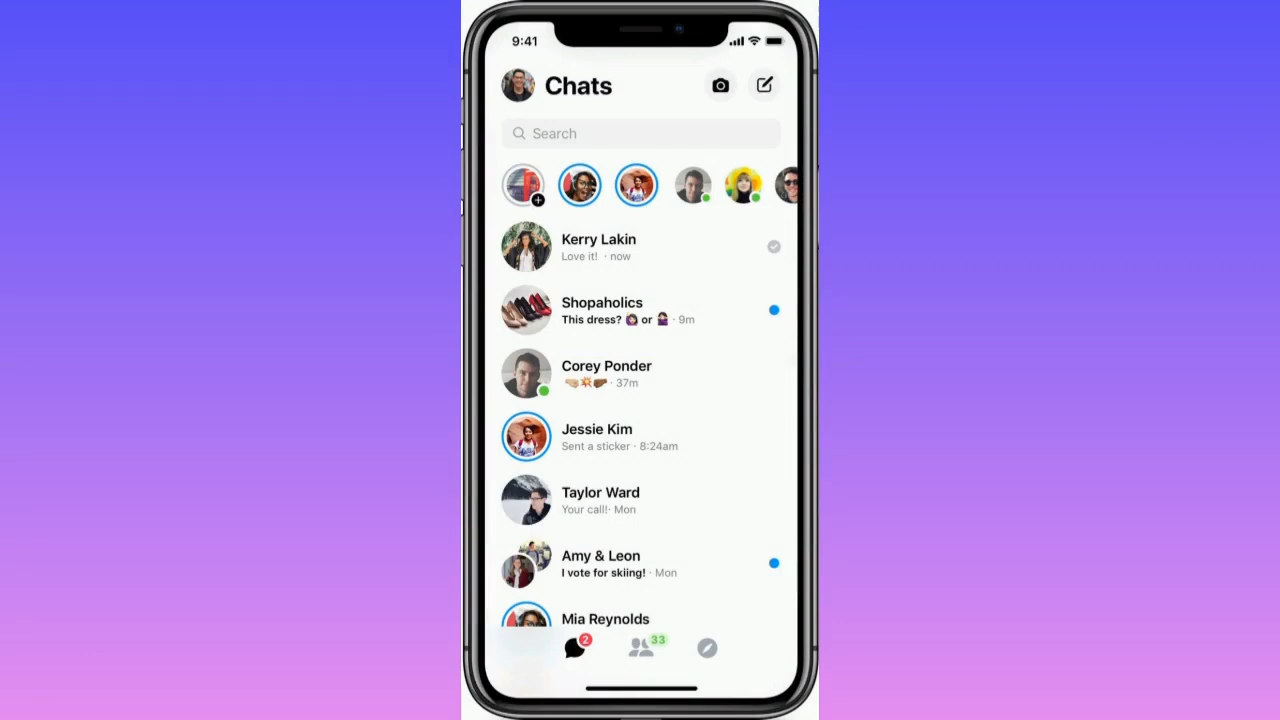 9:41
Chats
Search
Kerry Lakin
Love it! · now
Shopaholics
This dress? 🙆🏻‍♀️ or 🤷🏻‍♀️ · 9m
Corey Ponder
🤜🏼💥🤛🏾 · 37m
Jessie Kim
Sent a sticker · 8:24am
Taylor Ward
Your call! · Mon
Amy & Leon
I vote for skiing! · Mon
Mia Reynolds
2
33